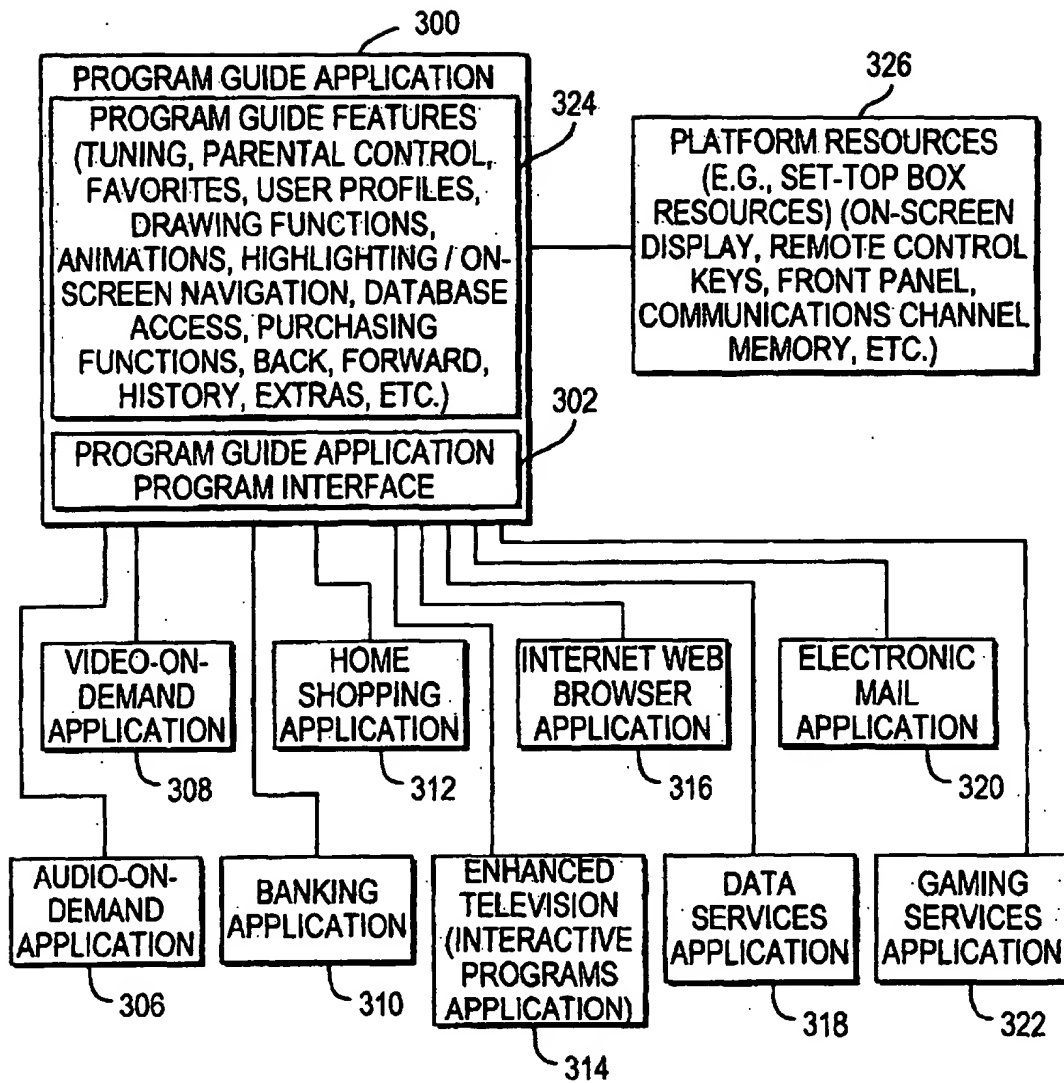 300
PROGRAM GUIDE APPLICATION
324
PROGRAM GUIDE FEATURES
(TUNING, PARENTAL CONTROL,
FAVORITES, USER PROFILES,
DRAWING FUNCTIONS,
ANIMATIONS, HIGHLIGHTING / ON-
SCREEN NAVIGATION, DATABASE
ACCESS, PURCHASING
FUNCTIONS, BACK, FORWARD,
HISTORY, EXTRAS, ETC.)
302
PROGRAM GUIDE APPLICATION
PROGRAM INTERFACE
326
PLATFORM RESOURCES
(E.G., SET-TOP BOX
RESOURCES) (ON-SCREEN
DISPLAY, REMOTE CONTROL
KEYS, FRONT PANEL,
COMMUNICATIONS CHANNEL
MEMORY, ETC.)
VIDEO-ON-
DEMAND
APPLICATION
308
HOME
SHOPPING
APPLICATION
312
INTERNET WEB
BROWSER
APPLICATION
316
ELECTRONIC
MAIL
APPLICATION
320
AUDIO-ON-
DEMAND
APPLICATION
306
BANKING
APPLICATION
310
ENHANCED
TELEVISION
(INTERACTIVE
PROGRAMS
APPLICATION)
314
DATA
SERVICES
APPLICATION
318
GAMING
SERVICES
APPLICATION
322